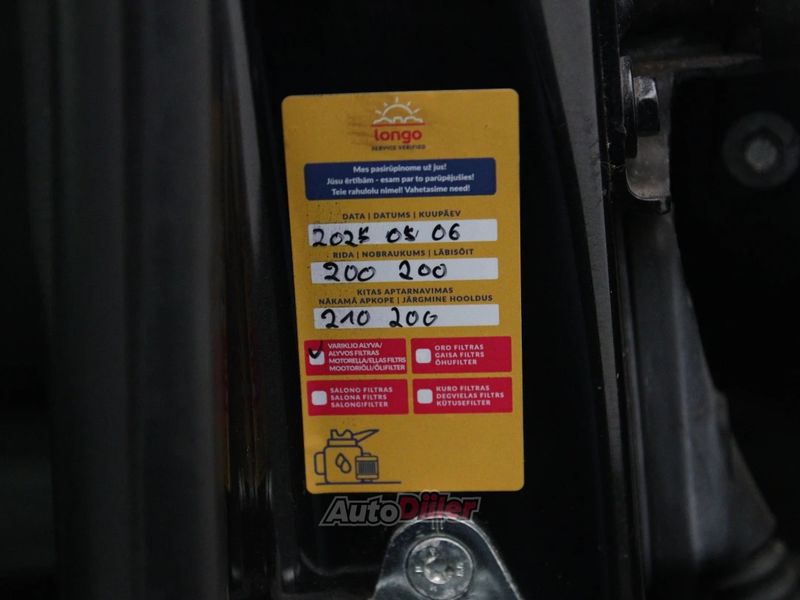 longo
SERVICE VERIFIED
Mes pasirūpinome už jus!
Jūsu ērtībām - esam par to parūpējušies!
Teie rahulolu nimel! Vahetasime need!
DATA | DATUMS | KUUPÄEV
2025 05 06
RIDA | NOBRAUKUMS | LÄBISÕIT
200 200
KITAS APTARNAVIMAS
NĀKAMĀ APKOPE | JÄRGMINE HOOLDUS
210 200
VARIKLIO ALYVA/
ALYVOS FILTRAS
MOTOREĻĻA/EĻĻAS FILTRS
MOOTORIÕLI/ÕLIFILTER
ORO FILTRAS
GAISA FILTRS
ÕHUFILTER
SALONO FILTRAS
SALONA FILTRS
SALONGIFILTER
KURO FILTRAS
DEGVIELAS FILTRS
KÜTUSEFILTER
AutoDiiler